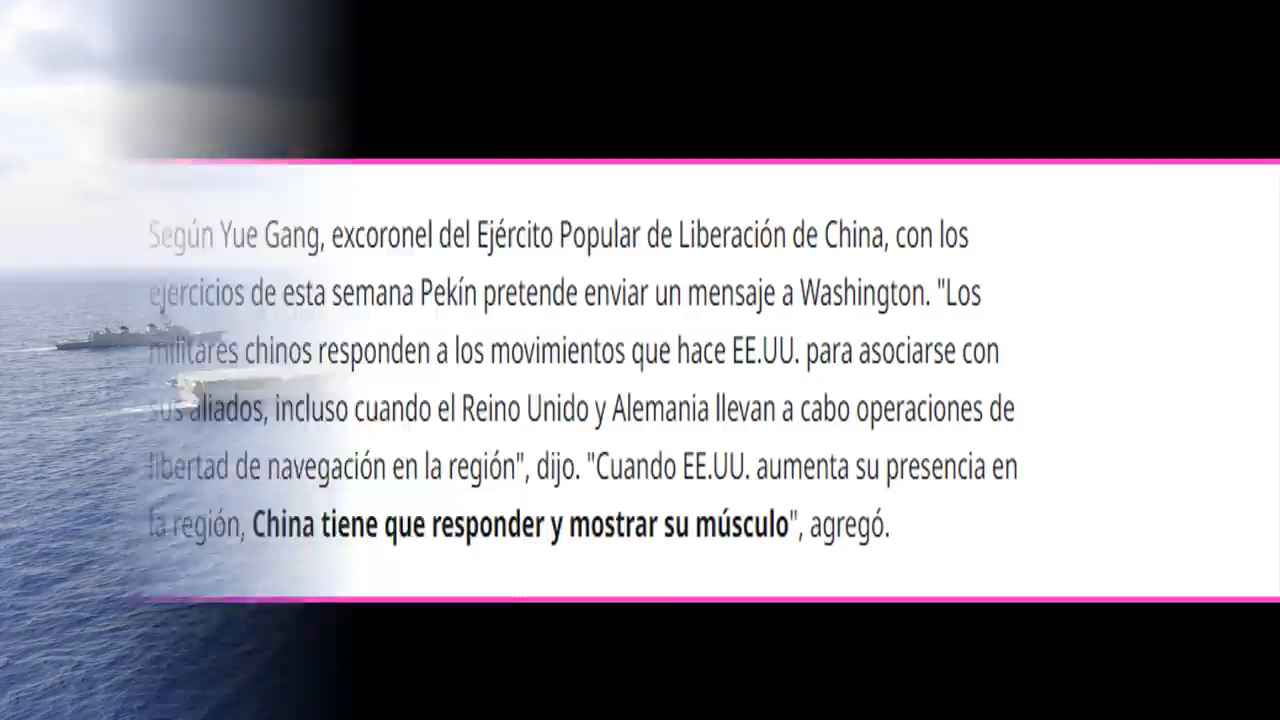 Según Yue Gang, excoronel del Ejército Popular de Liberación de China, con los
ejercicios de esta semana Pekín pretende enviar un mensaje a Washington. "Los
militares chinos responden a los movimientos que hace EE.UU. para asociarse con
sus aliados, incluso cuando el Reino Unido y Alemania llevan a cabo operaciones de
libertad de navegación en la región", dijo. "Cuando EE.UU. aumenta su presencia en
la región, China tiene que responder y mostrar su músculo", agregó.